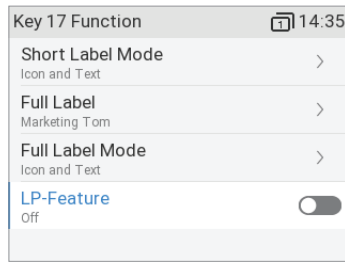 Key 17 Function 1 14:35
Short Label Mode
Icon and Text
Full Label
Marketing Tom
Full Label Mode
Icon and Text
LP-Feature
Off